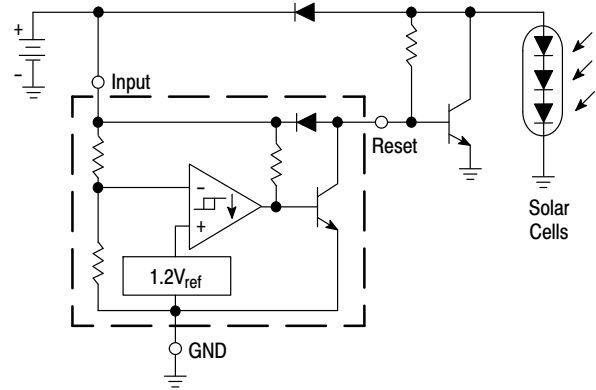 +
-
Input
Reset
Solar
Cells
-
+
1.2Vref
GND